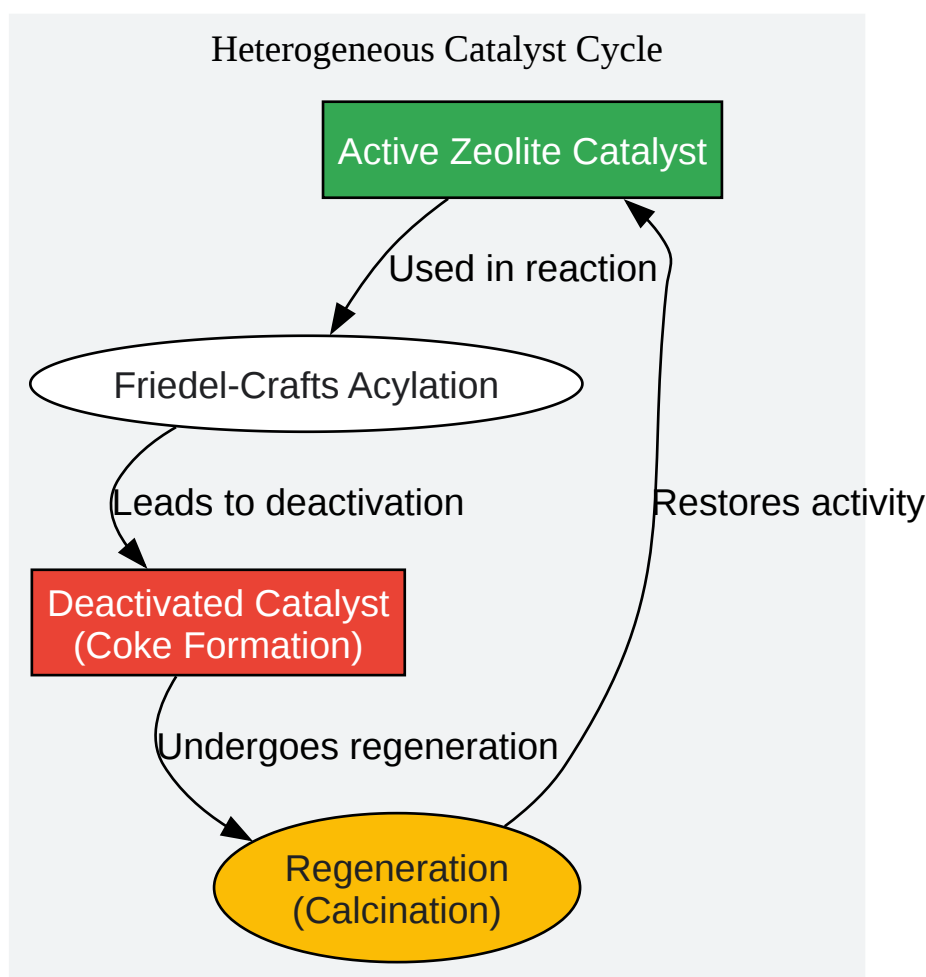 Heterogeneous Catalyst Cycle
Active Zeolite Catalyst
Used in reaction
Friedel-Crafts Acylation
Leads to deactivation
Restores activity
Deactivated Catalyst
(Coke Formation)
Undergoes regeneration
Regeneration
(Calcination)